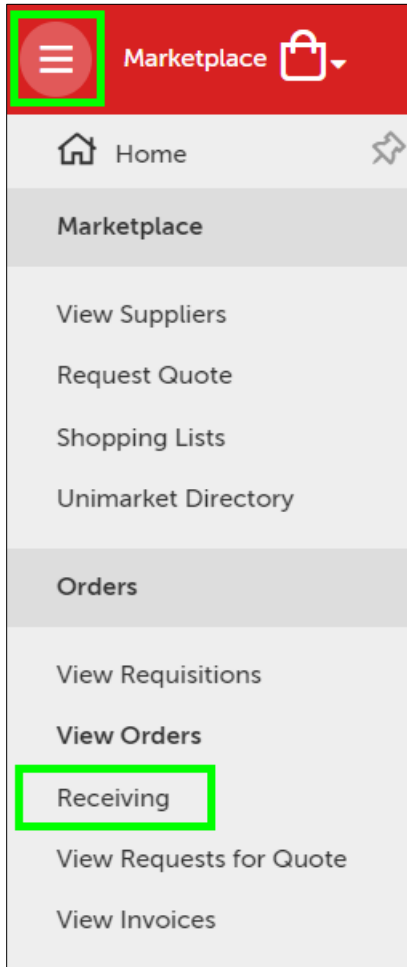 Marketplace
Home
Marketplace
View Suppliers
Request Quote
Shopping Lists
Unimarket Directory
Orders
View Requisitions
View Orders
Receiving
View Requests for Quote
View Invoices